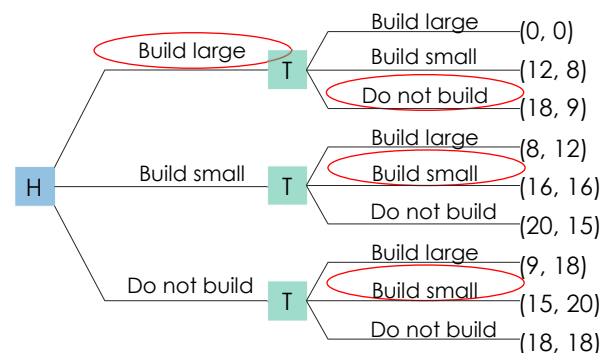 Build large
(0, 0)
Build large
Build small
T
(12, 8)
Do not build
(18, 9)
Build large
(8, 12)
Build small
Build small
H
T
(16, 16)
Do not build
(20, 15)
Build large
(9, 18)
Do not build
Build small
T
(15, 20)
Do not build
(18, 18)